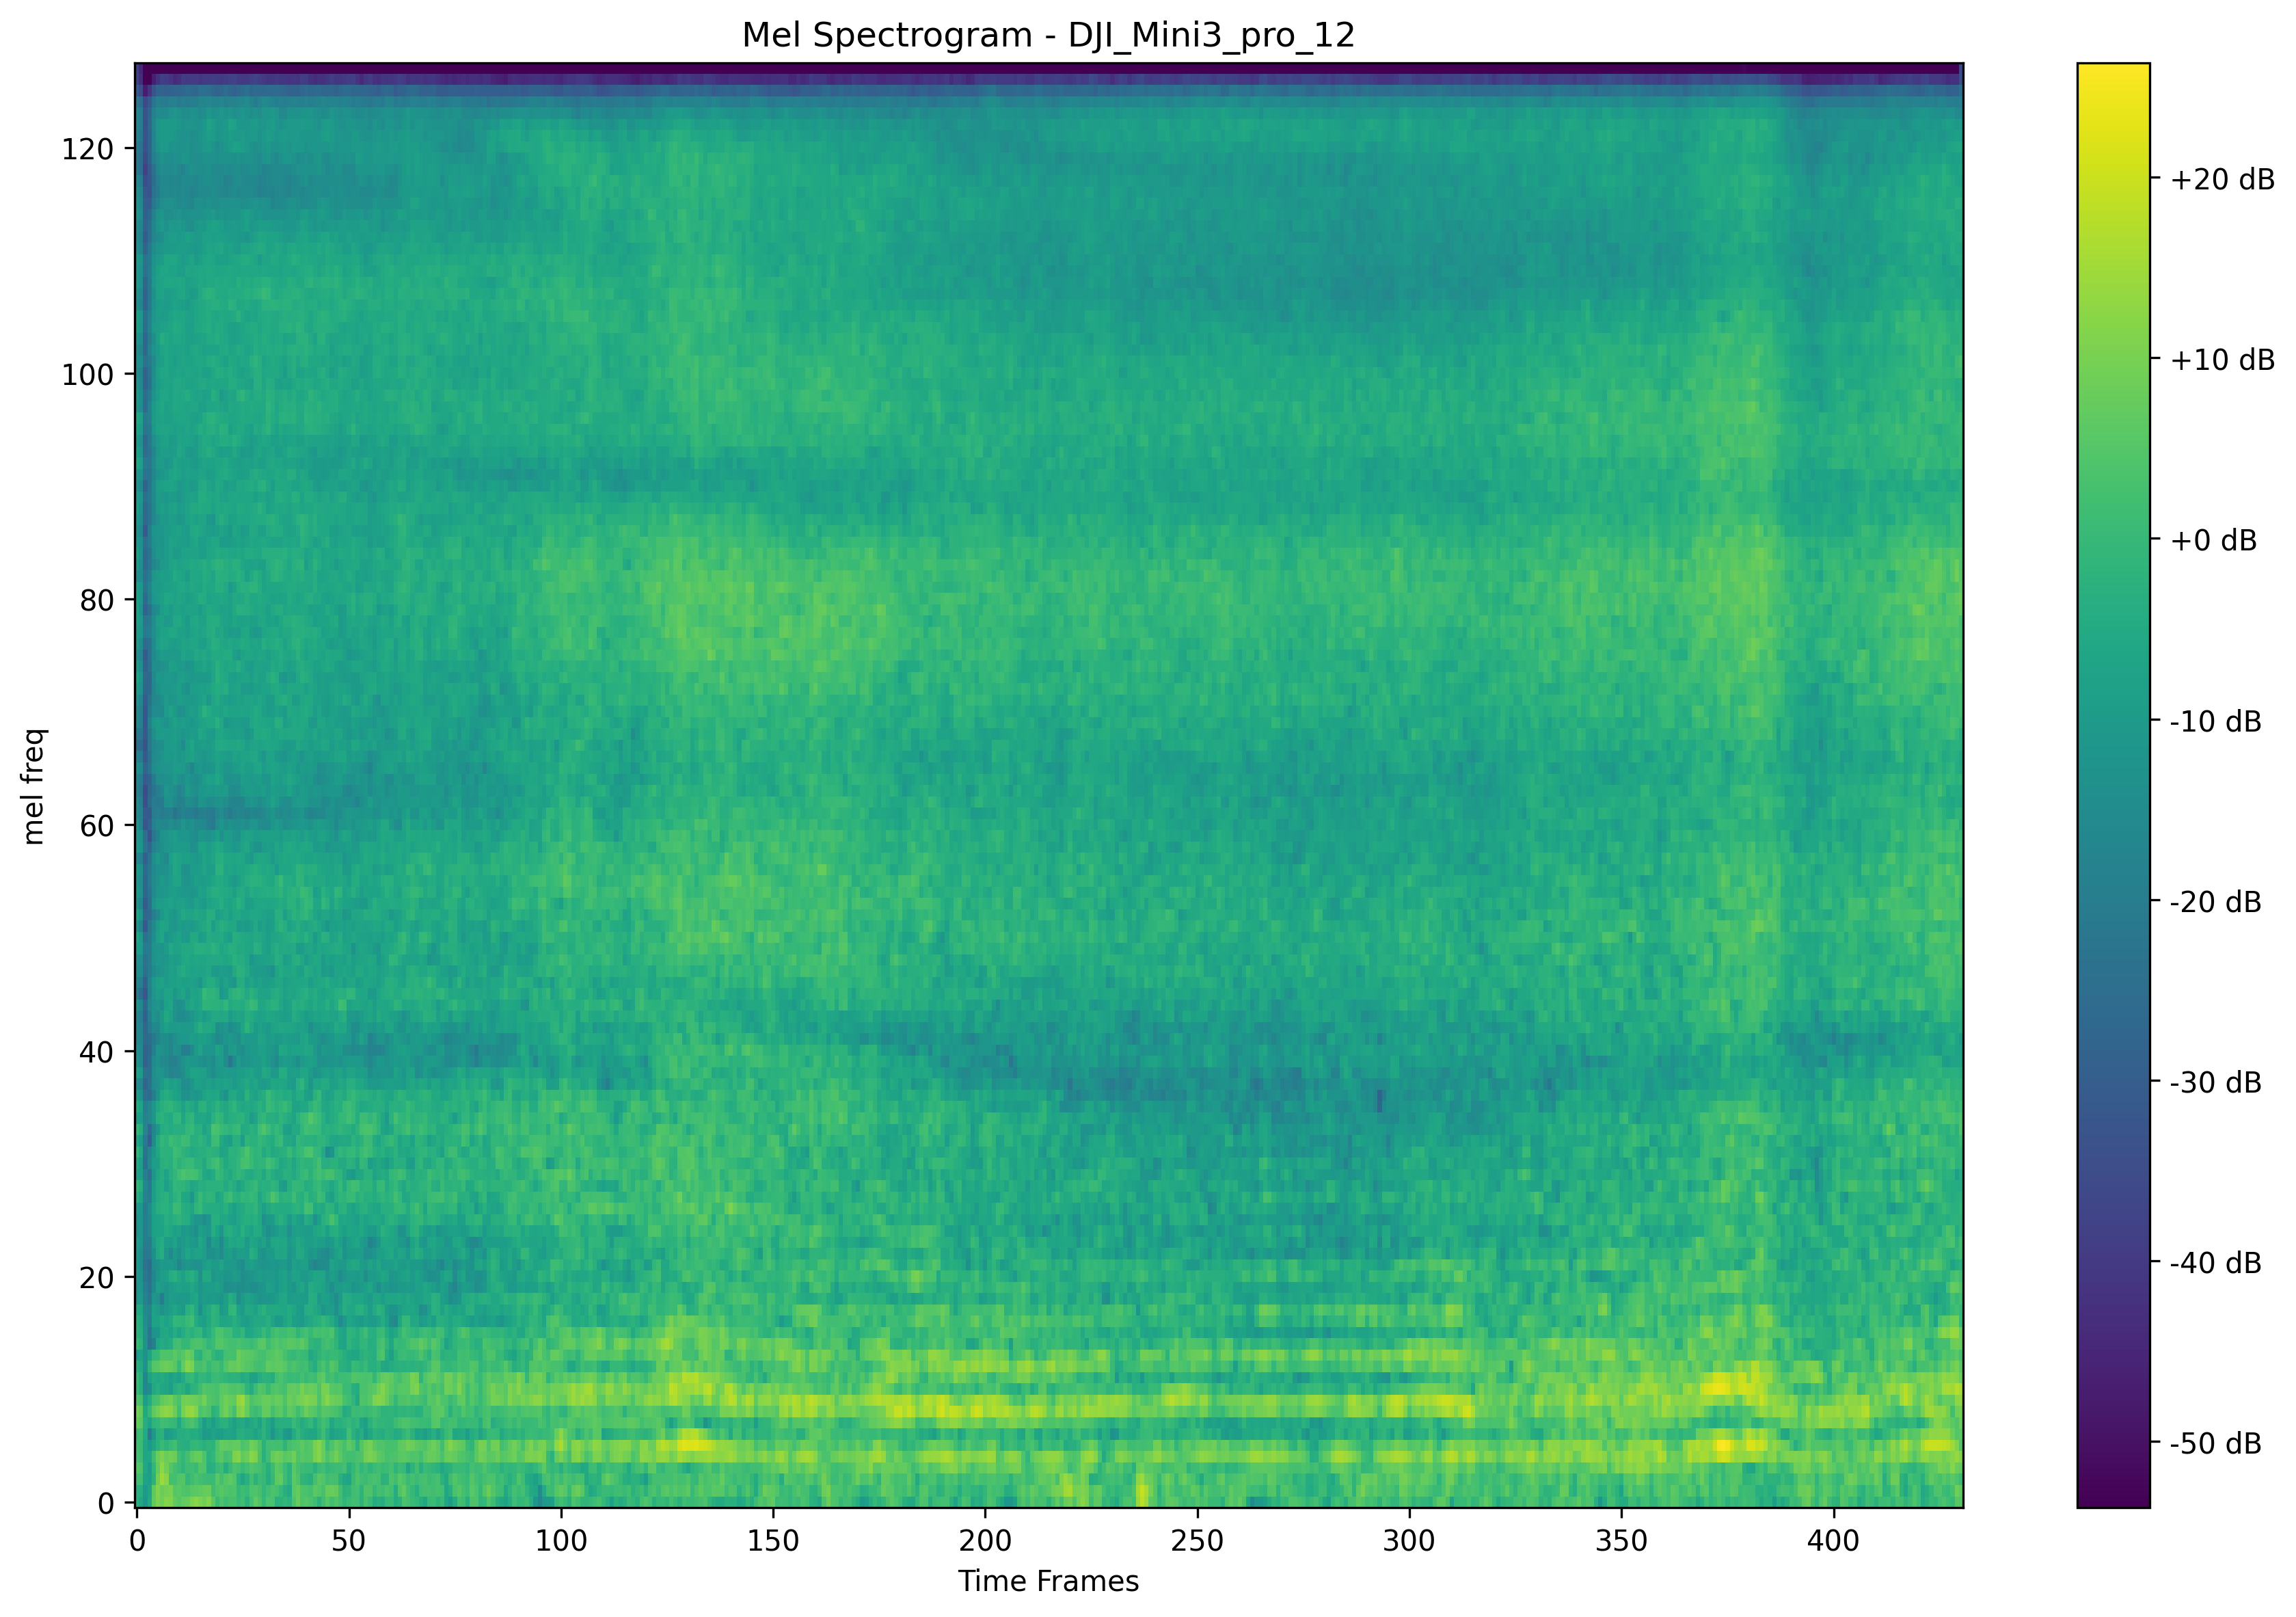 Mel Spectrogram - DJI_Mini3_pro_12
mel freq
120
100
80
60
40
20
0
0 50 100 150 200 250 300 350 400
Time Frames
+20 dB
+10 dB
+0 dB
-10 dB
-20 dB
-30 dB
-40 dB
-50 dB